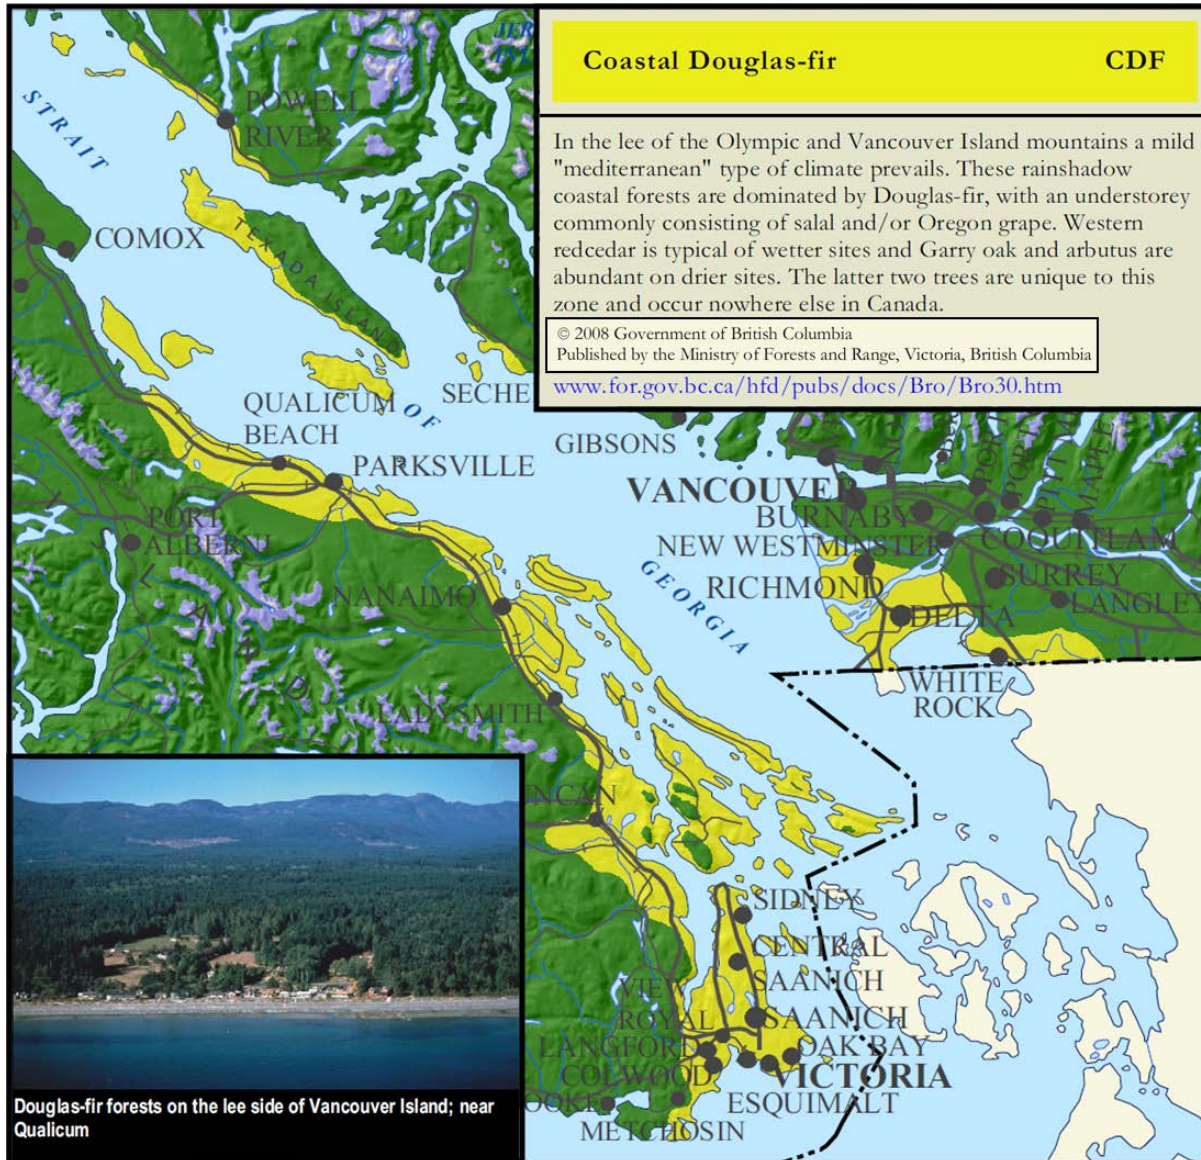 Coastal Douglas-fir CDF
In the lee of the Olympic and Vancouver Island mountains a mild
"mediterranean" type of climate prevails. These rainshadow
coastal forests are dominated by Douglas-fir, with an understorey
commonly consisting of salal and/or Oregon grape. Western
redcedar is typical of wetter sites and Garry oak and arbutus are
abundant on drier sites. The latter two trees are unique to this
zone and occur nowhere else in Canada.
© 2008 Government of British Columbia
Published by the Ministry of Forests and Range, Victoria, British Columbia
www.for.gov.bc.ca/hfd/pubs/docs/Bro/Bro30.htm
STRAIT
POWELL
RIVER
COMOX
TEXADA ISLAND
SECHE
OF
QUALICUM
BEACH
GIBSONS
PARKSVILLE
VANCOUVER
BURNABY
PORT
ALBERNI
NEW WESTMINSTER
COQUITLAM
GEORGIA
RICHMOND
SURREY
NANAIMO
LANGLEY
DELTA
WHITE
ROCK
LADYSMITH
NCAN
SIDNEY
CENTRAL
SAANICH
VIEW
ROYAL
SAANICH
LANGFORD
OAK BAY
COLWOOD
VICTORIA
OOKE
ESQUIMALT
METCHOSIN
Douglas-fir forests on the lee side of Vancouver Island; near
Qualicum